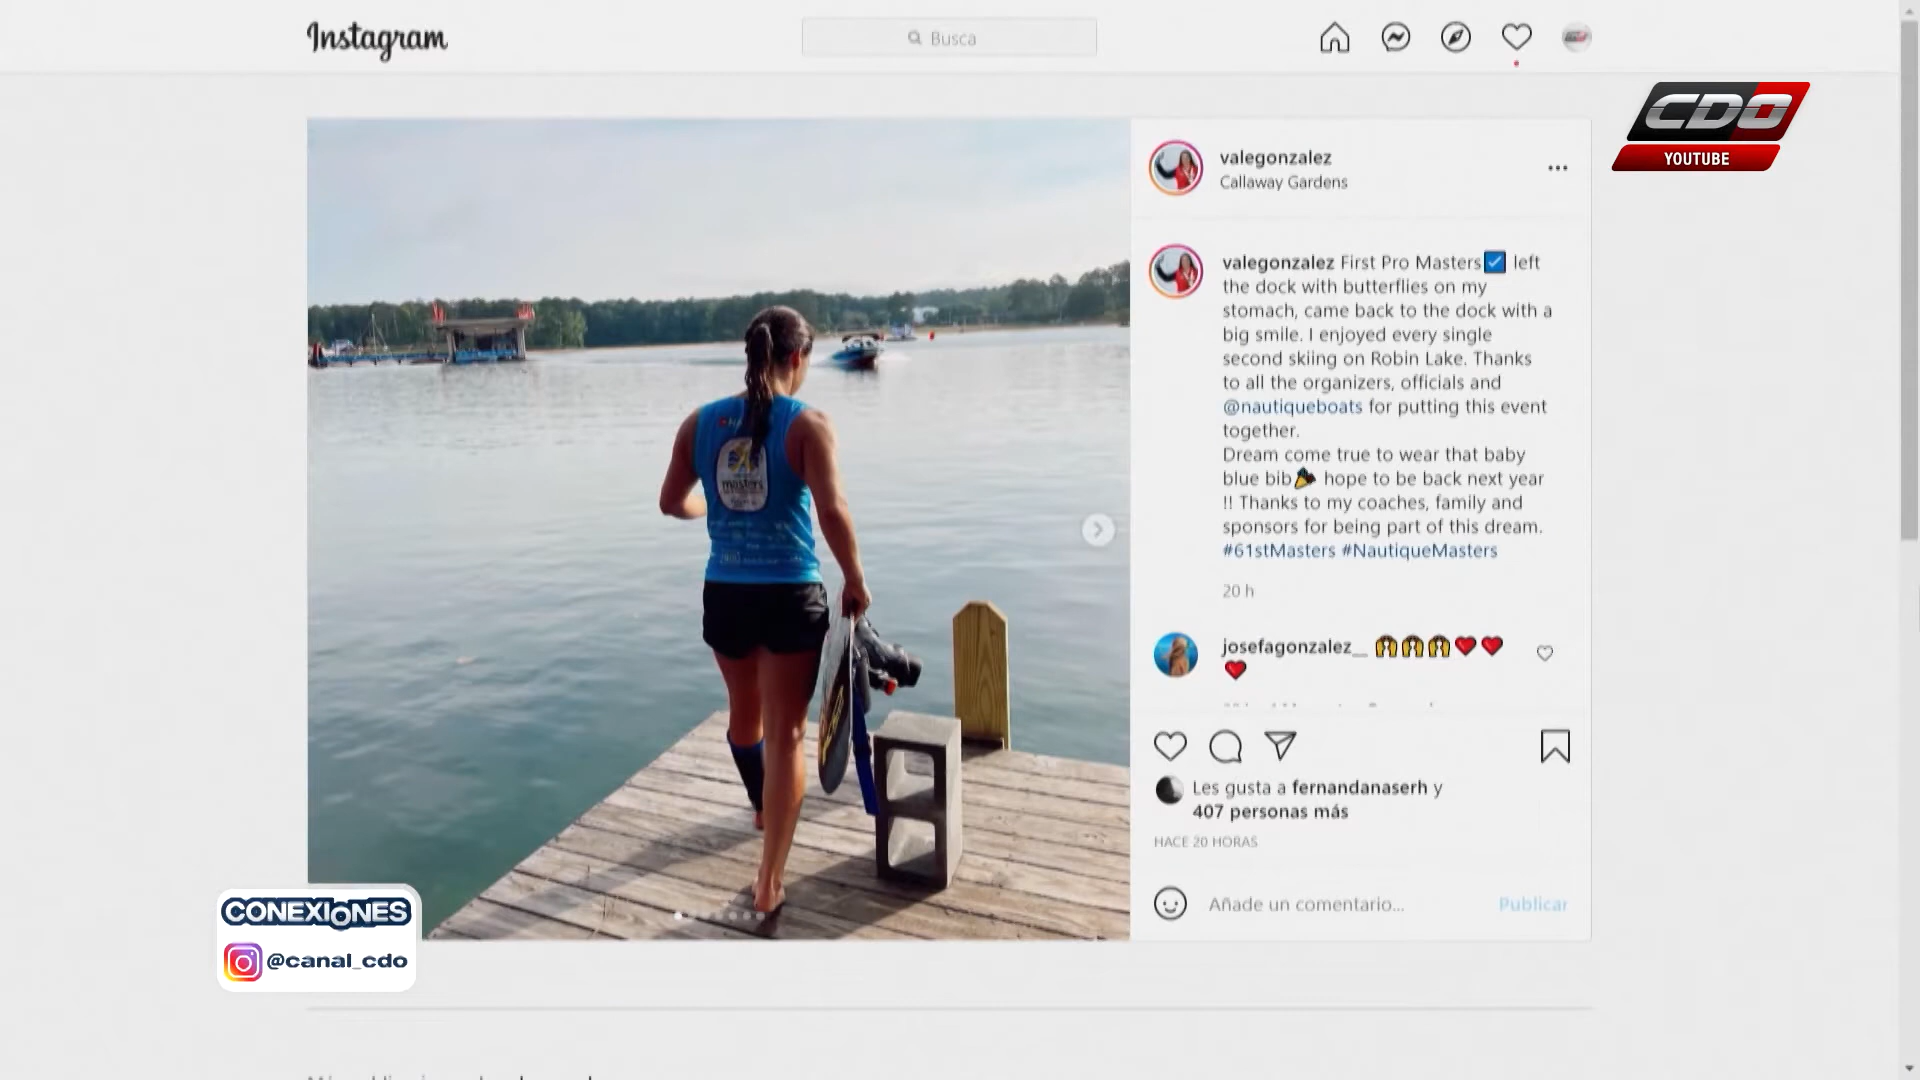 Instagram
Busca
CDO
YOUTUBE
valegonzalez
Callaway Gardens
valegonzalez First Pro Masters☑️ left
the dock with butterflies on my
stomach, came back to the dock with a
big smile. I enjoyed every single
second skiing on Robin Lake. Thanks
to all the organizers, officials and
@nautiqueboats for putting this event
together.
Dream come true to wear that baby
blue bib🎉 hope to be back next year
!! Thanks to my coaches, family and
sponsors for being part of this dream.
#61stMasters #NautiqueMasters
20 h
josefagonzalez__ 🙌🙌🙌❤️❤️
❤️
Les gusta a fernandanaserh y
407 personas más
HACE 20 HORAS
Añade un comentario...
Publicar
masters
CONEXIONES
@canal_cdo